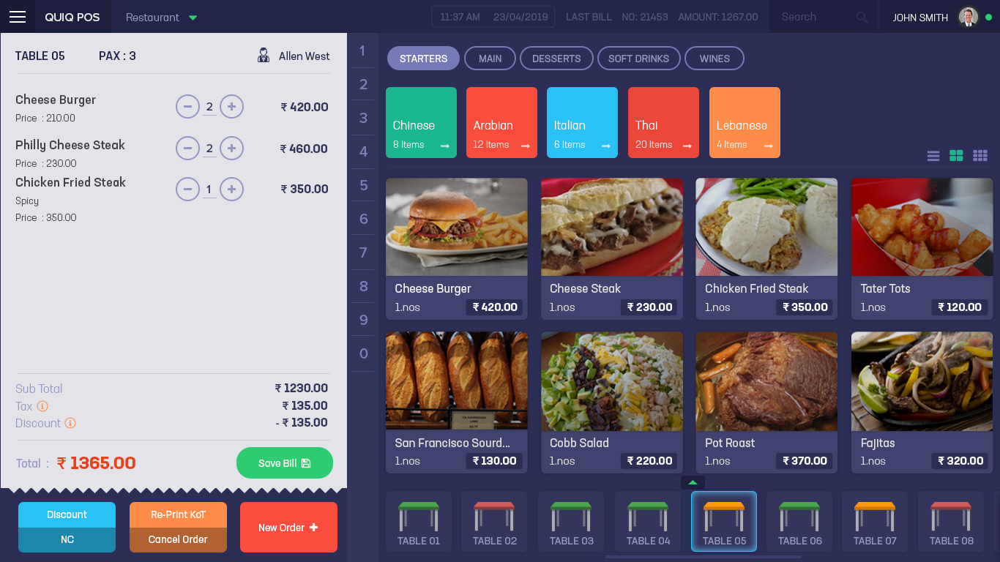 QUIQ POS
Restaurant
11:37 AM 23/04/2019
LAST BILL NO: 21453 AMOUNT: 1267.00
Search
JOHN SMITH
TABLE 05 PAX : 3
Allen West
Cheese Burger
Price : 210.00
2
₹ 420.00
Philly Cheese Steak
Price : 230.00
2
₹ 460.00
Chicken Fried Steak
Spicy
Price : 350.00
1
₹ 350.00
Sub Total ₹ 1230.00
Tax ₹ 135.00
Discount - ₹ 135.00
Total : ₹ 1365.00
Save Bill
Discount
NC
Re-Print KoT
Cancel Order
New Order
1
2
3
4
5
6
7
8
9
0
STARTERS MAIN DESSERTS SOFT DRINKS WINES
Chinese
8 Items
Arabian
12 Items
Italian
6 Items
Thai
20 Items
Lebanese
4 Items
Cheese Burger
1.nos ₹ 420.00
Cheese Steak
1.nos ₹ 230.00
Chicken Fried Steak
1.nos ₹ 350.00
Tater Tots
1.nos ₹ 120.00
San Francisco Sourd...
1.nos ₹ 130.00
Cobb Salad
1.nos ₹ 220.00
Pot Roast
1.nos ₹ 370.00
Fajitas
1.nos ₹ 320.00
TABLE 01 TABLE 02 TABLE 03 TABLE 04 TABLE 05 TABLE 06 TABLE 07 TABLE 08